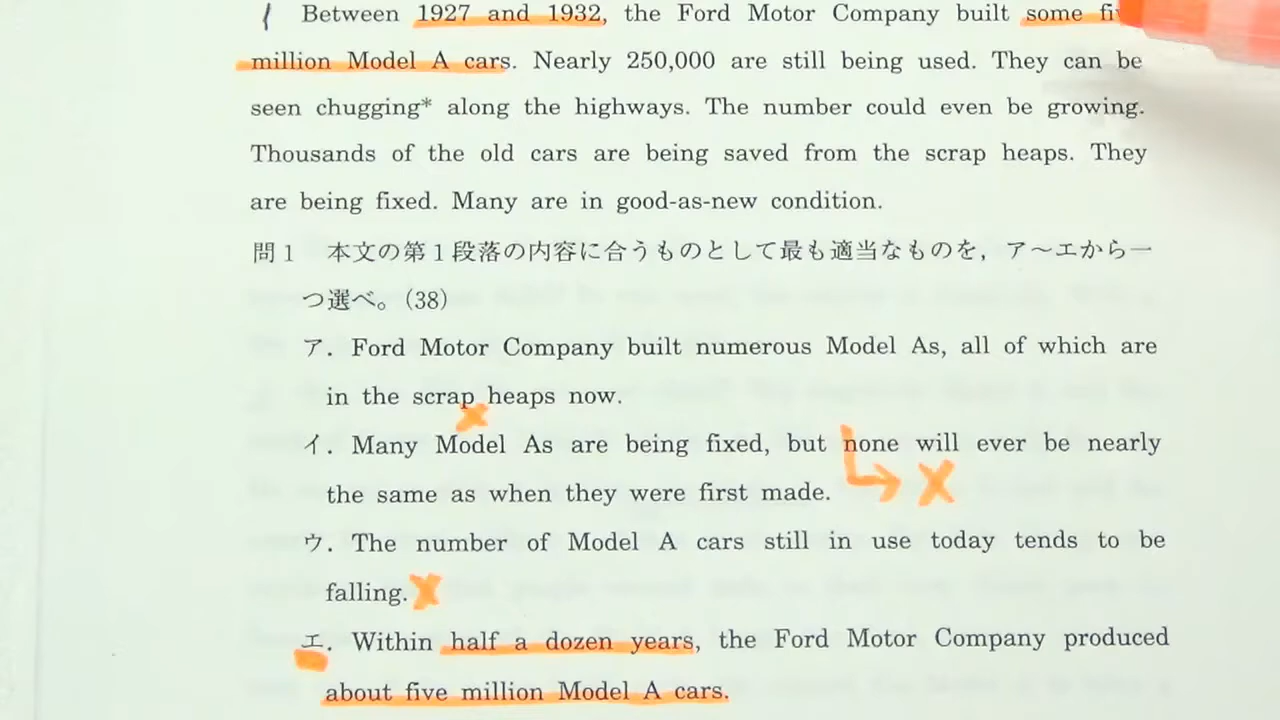 1 Between 1927 and 1932, the Ford Motor Company built some
million Model A cars. Nearly 250,000 are still being used. They can be
seen chugging* along the highways. The number could even be growing.
Thousands of the old cars are being saved from the scrap heaps. They
are being fixed. Many are in good-as-new condition.
問1 本文の第1段落の内容に合うものとして最も適当なものを，ア～エから一
つ選べ。(38)
ア. Ford Motor Company built numerous Model As, all of which are
in the scrap heaps now.
イ. Many Model As are being fixed, but none will ever be nearly
the same as when they were first made.
ウ. The number of Model A cars still in use today tends to be
falling.
エ. Within half a dozen years, the Ford Motor Company produced
about five million Model A cars.